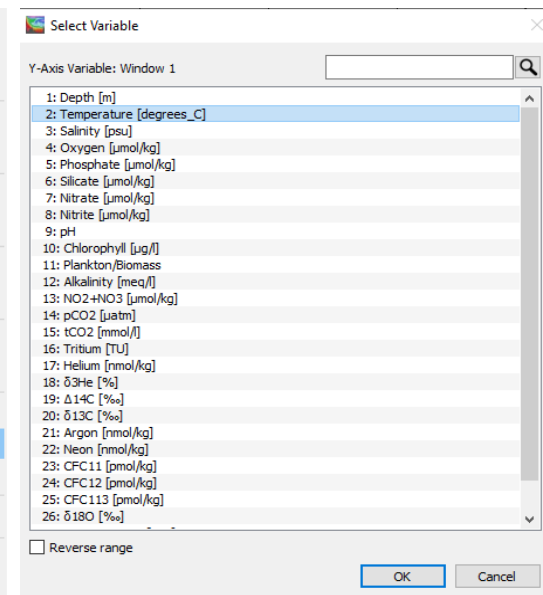 Select Variable
Y-Axis Variable: Window 1
1: Depth [m]
2: Temperature [degrees_C]
3: Salinity [psu]
4: Oxygen [µmol/kg]
5: Phosphate [µmol/kg]
6: Silicate [µmol/kg]
7: Nitrate [µmol/kg]
8: Nitrite [µmol/kg]
9: pH
10: Chlorophyll [µg/l]
11: Plankton/Biomass
12: Alkalinity [meq/l]
13: NO2+NO3 [µmol/kg]
14: pCO2 [µatm]
15: tCO2 [mmol/l]
16: Tritium [TU]
17: Helium [nmol/kg]
18: δ3He [%]
19: Δ14C [‰]
20: δ13C [‰]
21: Argon [nmol/kg]
22: Neon [nmol/kg]
23: CFC11 [pmol/kg]
24: CFC12 [pmol/kg]
25: CFC113 [pmol/kg]
26: δ18O [‰]
Reverse range
OK Cancel